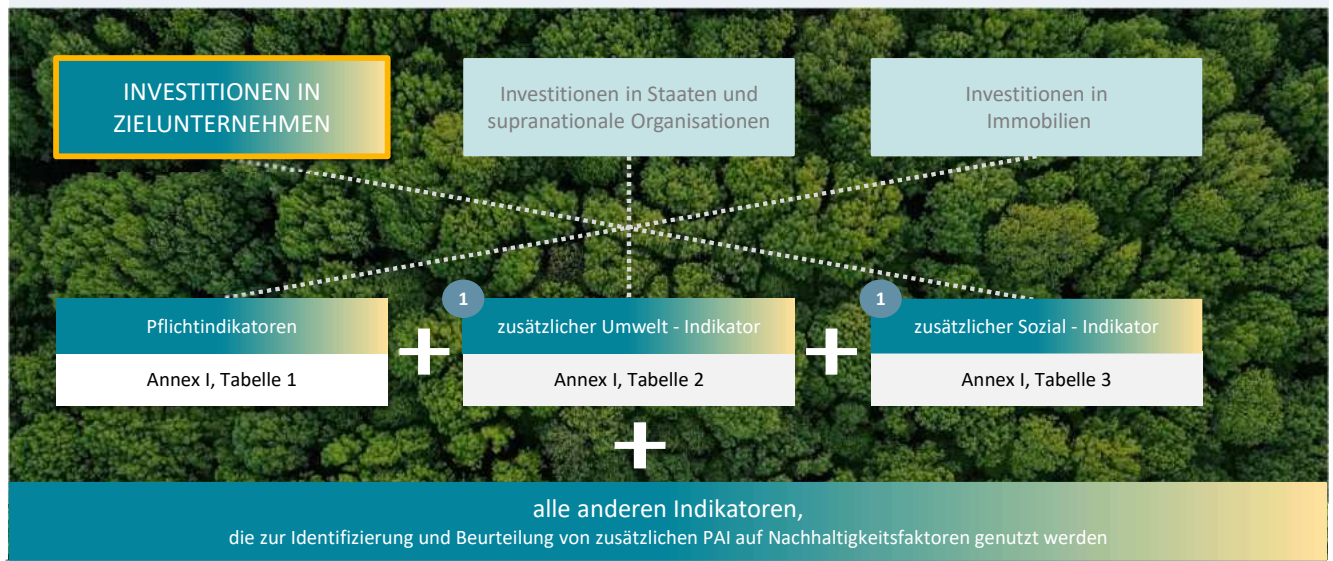 INVESTITIONEN IN
ZIELUNTERNEHMEN
Investitionen in Staaten und
supranationale Organisationen
Investitionen in
Immobilien
Pflichtindikatoren
Annex I, Tabelle 1
+
1
zusätzlicher Umwelt - Indikator
Annex I, Tabelle 2
+
1
zusätzlicher Sozial - Indikator
Annex I, Tabelle 3
+
alle anderen Indikatoren,
die zur Identifizierung und Beurteilung von zusätzlichen PAI auf Nachhaltigkeitsfaktoren genutzt werden